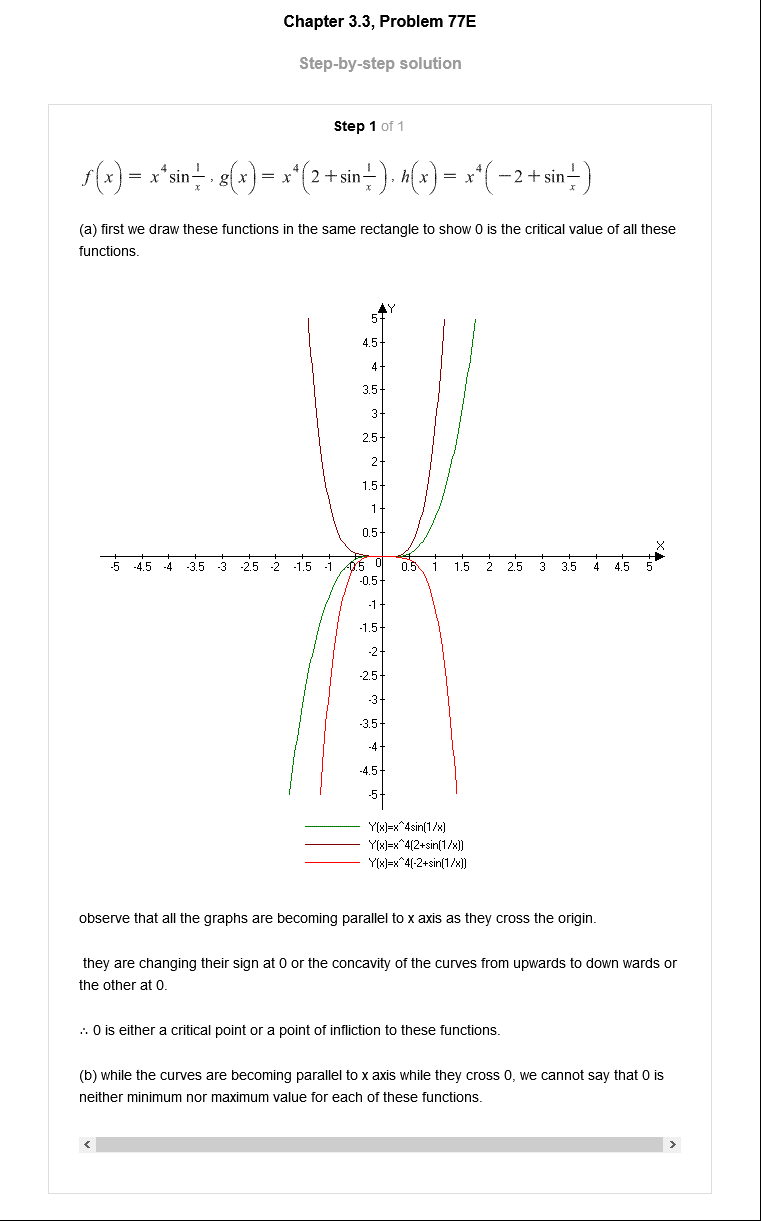 Chapter 3.3, Problem 77E
Step-by-step solution
Step 1 of 1
f(x) = x⁴ sin 1/x , g(x) = x⁴(2 + sin 1/x), h(x) = x⁴(−2 + sin 1/x)
(a) first we draw these functions in the same rectangle to show 0 is the critical value of all these
functions.
Y
5
4.5
4
3.5
3
2.5
2
1.5
1
0.5
X
-5 -4.5 -4 -3.5 -3 -2.5 -2 -1.5 -1 -0.5 0 0.5 1 1.5 2 2.5 3 3.5 4 4.5 5
-0.5
-1
-1.5
-2
-2.5
-3
-3.5
-4
-4.5
-5
Y(x)=x^4sin(1/x)
Y(x)=x^4(2+sin(1/x))
Y(x)=x^4(-2+sin(1/x))
observe that all the graphs are becoming parallel to x axis as they cross the origin.
they are changing their sign at 0 or the concavity of the curves from upwards to down wards or
the other at 0.
∴ 0 is either a critical point or a point of infliction to these functions.
(b) while the curves are becoming parallel to x axis while they cross 0, we cannot say that 0 is
neither minimum nor maximum value for each of these functions.